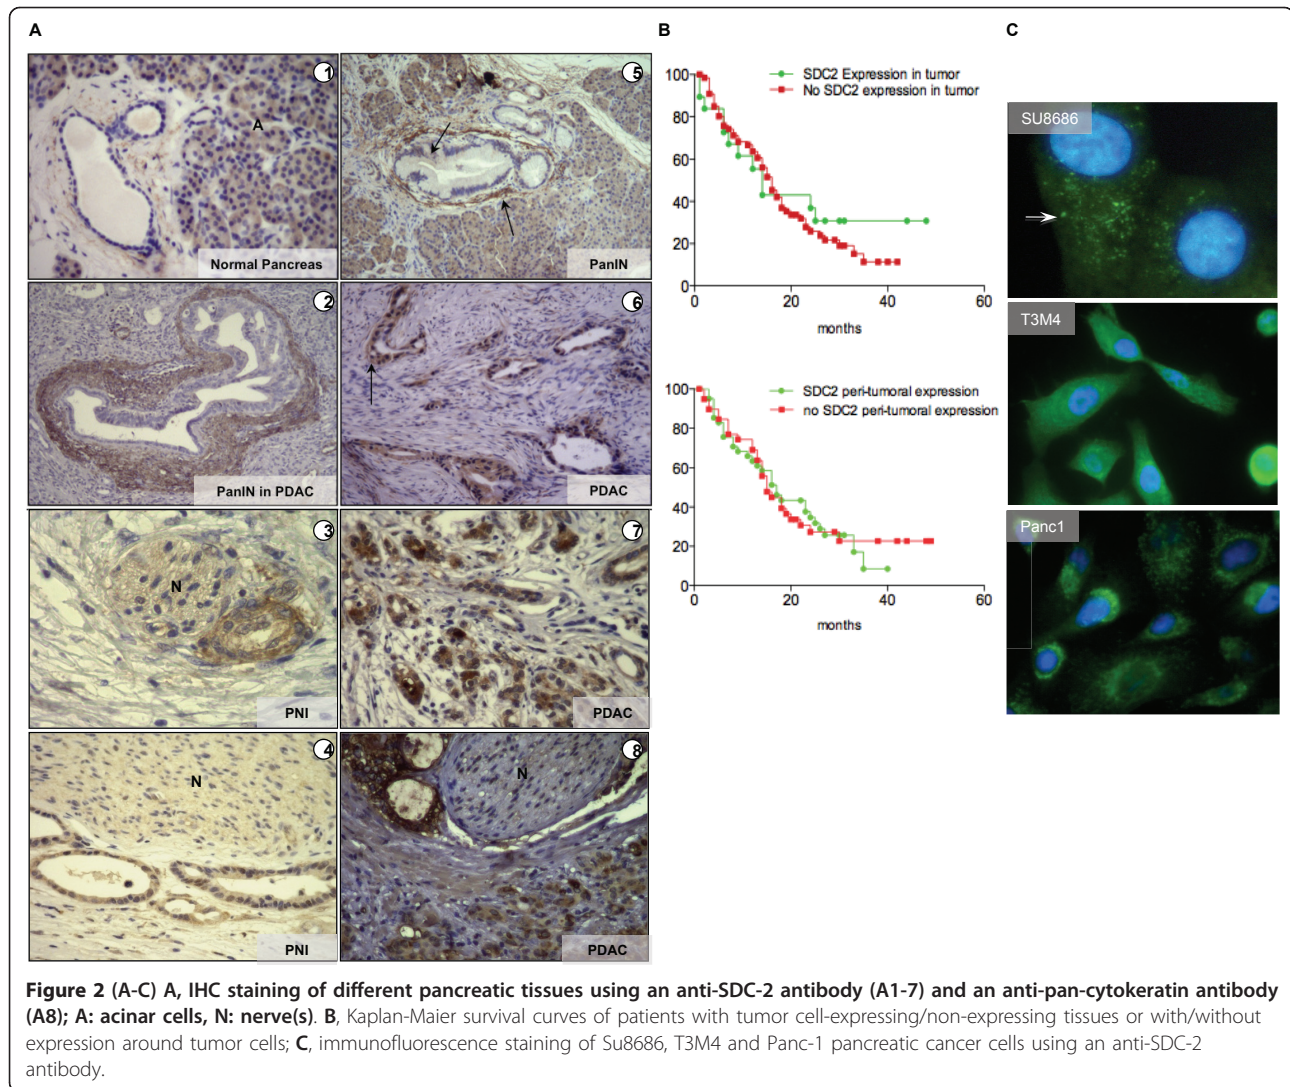 A
B
C
1
A
Normal Pancreas
5
PanIN
2
PanIN in PDAC
6
PDAC
3
N
PNI
7
PDAC
4
N
PNI
8
N
PDAC
SDC2 Expression in tumor
No SDC2 expression in tumor
100
80
60
40
20
0
0 20 40 60
months
SDC2 peri-tumoral expression
no SDC2 peri-tumoral expression
100
80
60
40
20
0
0 20 40 60
months
SU8686
T3M4
Panc1
Figure 2 (A-C) A, IHC staining of different pancreatic tissues using an anti-SDC-2 antibody (A1-7) and an anti-pan-cytokeratin antibody
(A8); A: acinar cells, N: nerve(s). B, Kaplan-Maier survival curves of patients with tumor cell-expressing/non-expressing tissues or with/without
expression around tumor cells; C, immunofluorescence staining of Su8686, T3M4 and Panc-1 pancreatic cancer cells using an anti-SDC-2
antibody.